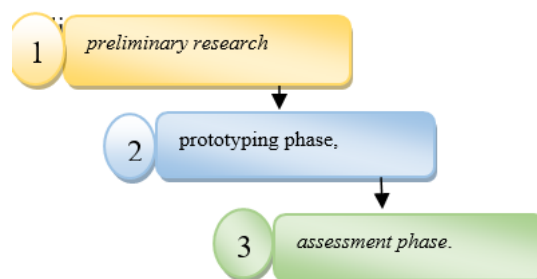 1
preliminary research
2
prototyping phase,
3
assessment phase.